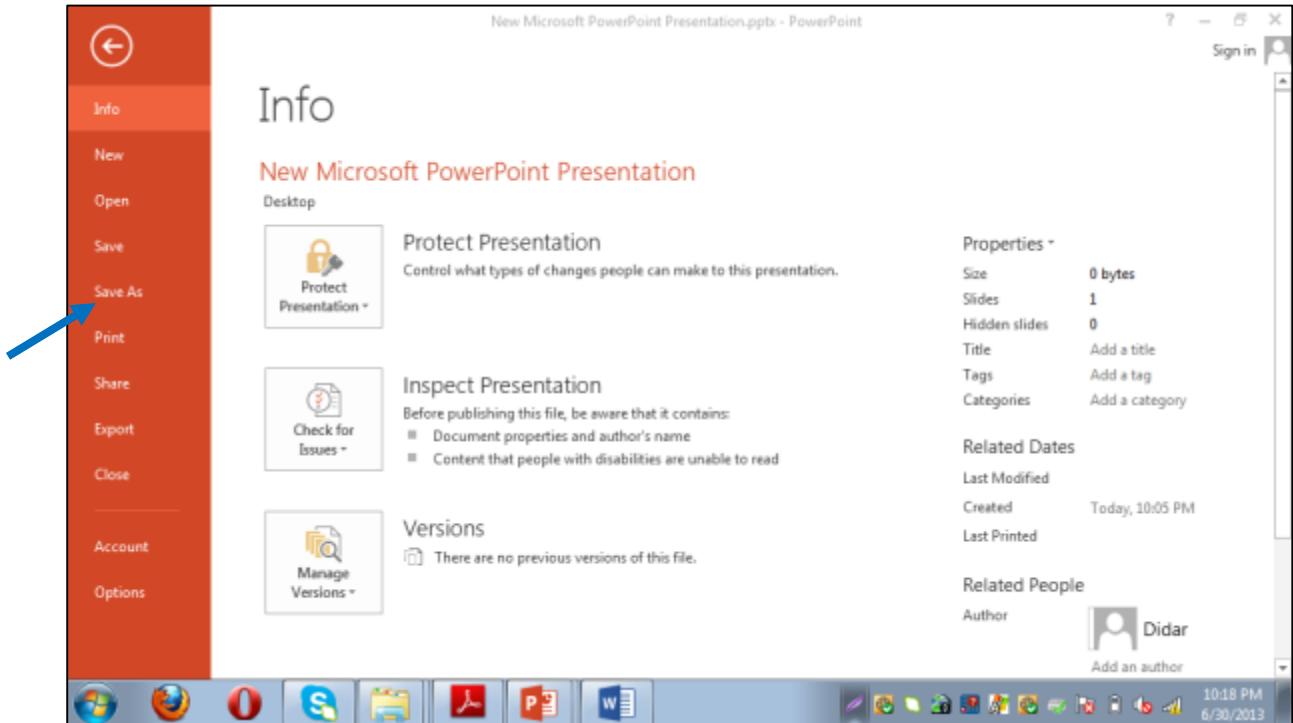 New Microsoft PowerPoint Presentation.pptx - PowerPoint
?
Sign in
Info
New
Open
Save
Save As
Print
Share
Export
Close
Account
Options
Info
New Microsoft PowerPoint Presentation
Desktop
Protect Presentation
Protect Presentation
Control what types of changes people can make to this presentation.
Check for Issues
Inspect Presentation
Before publishing this file, be aware that it contains:
Document properties and author's name
Content that people with disabilities are unable to read
Manage Versions
Versions
There are no previous versions of this file.
Properties
Size 0 bytes
Slides 1
Hidden slides 0
Title Add a title
Tags Add a tag
Categories Add a category
Related Dates
Last Modified
Created Today, 10:05 PM
Last Printed
Related People
Author Didar
Add an author
10:18 PM
6/30/2013